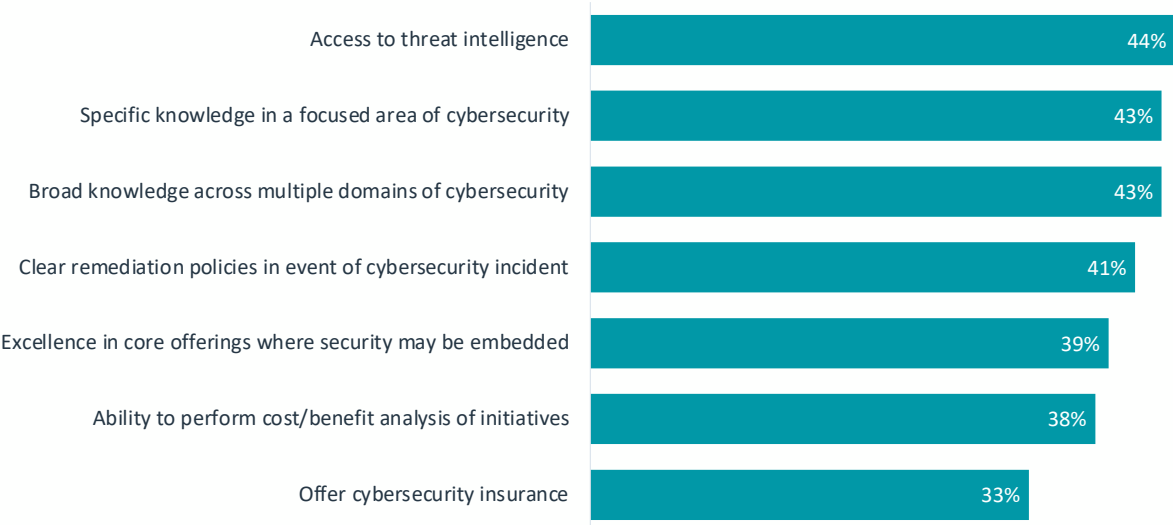 Access to threat intelligence 44%
Specific knowledge in a focused area of cybersecurity 43%
Broad knowledge across multiple domains of cybersecurity 43%
Clear remediation policies in event of cybersecurity incident 41%
Excellence in core offerings where security may be embedded 39%
Ability to perform cost/benefit analysis of initiatives 38%
Offer cybersecurity insurance 33%